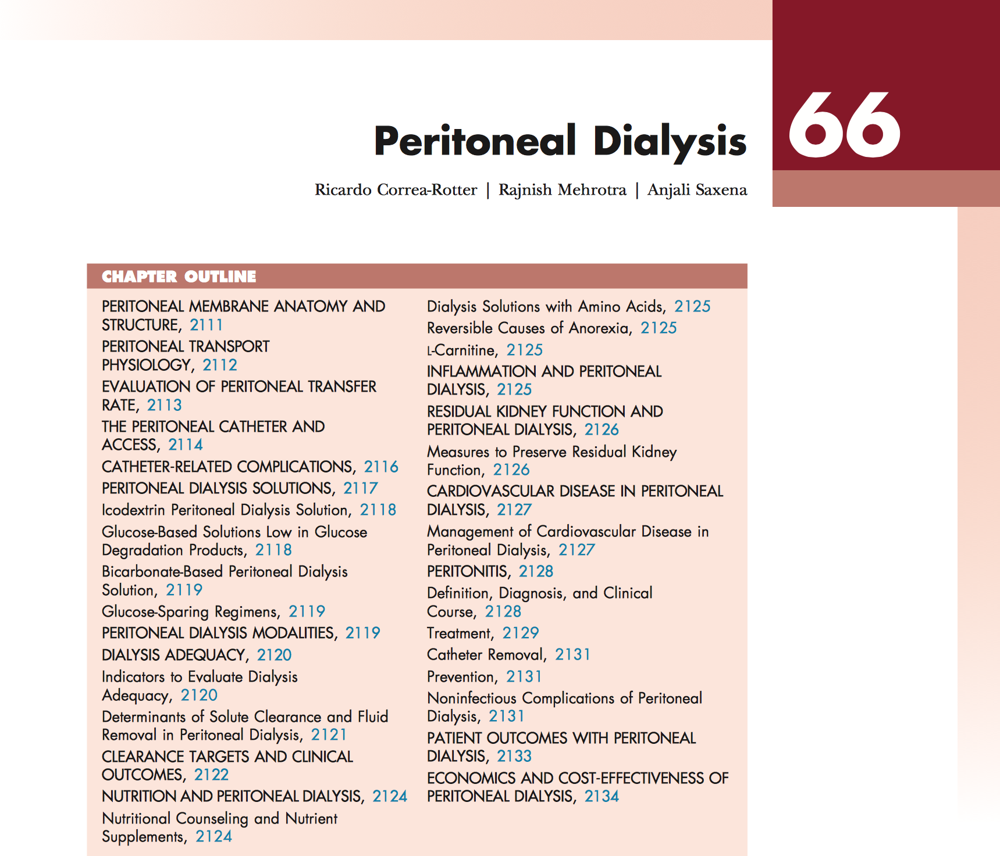 66
Peritoneal Dialysis
Ricardo Correa-Rotter | Rajnish Mehrotra | Anjali Saxena
CHAPTER OUTLINE
PERITONEAL MEMBRANE ANATOMY AND
STRUCTURE, 2111
PERITONEAL TRANSPORT
PHYSIOLOGY, 2112
EVALUATION OF PERITONEAL TRANSFER
RATE, 2113
THE PERITONEAL CATHETER AND
ACCESS, 2114
CATHETER-RELATED COMPLICATIONS, 2116
PERITONEAL DIALYSIS SOLUTIONS, 2117
Icodextrin Peritoneal Dialysis Solution, 2118
Glucose-Based Solutions Low in Glucose
Degradation Products, 2118
Bicarbonate-Based Peritoneal Dialysis
Solution, 2119
Glucose-Sparing Regimens, 2119
PERITONEAL DIALYSIS MODALITIES, 2119
DIALYSIS ADEQUACY, 2120
Indicators to Evaluate Dialysis
Adequacy, 2120
Determinants of Solute Clearance and Fluid
Removal in Peritoneal Dialysis, 2121
CLEARANCE TARGETS AND CLINICAL
OUTCOMES, 2122
NUTRITION AND PERITONEAL DIALYSIS, 2124
Nutritional Counseling and Nutrient
Supplements, 2124
Dialysis Solutions with Amino Acids, 2125
Reversible Causes of Anorexia, 2125
L-Carnitine, 2125
INFLAMMATION AND PERITONEAL
DIALYSIS, 2125
RESIDUAL KIDNEY FUNCTION AND
PERITONEAL DIALYSIS, 2126
Measures to Preserve Residual Kidney
Function, 2126
CARDIOVASCULAR DISEASE IN PERITONEAL
DIALYSIS, 2127
Management of Cardiovascular Disease in
Peritoneal Dialysis, 2127
PERITONITIS, 2128
Definition, Diagnosis, and Clinical
Course, 2128
Treatment, 2129
Catheter Removal, 2131
Prevention, 2131
Noninfectious Complications of Peritoneal
Dialysis, 2131
PATIENT OUTCOMES WITH PERITONEAL
DIALYSIS, 2133
ECONOMICS AND COST-EFFECTIVENESS OF
PERITONEAL DIALYSIS, 2134